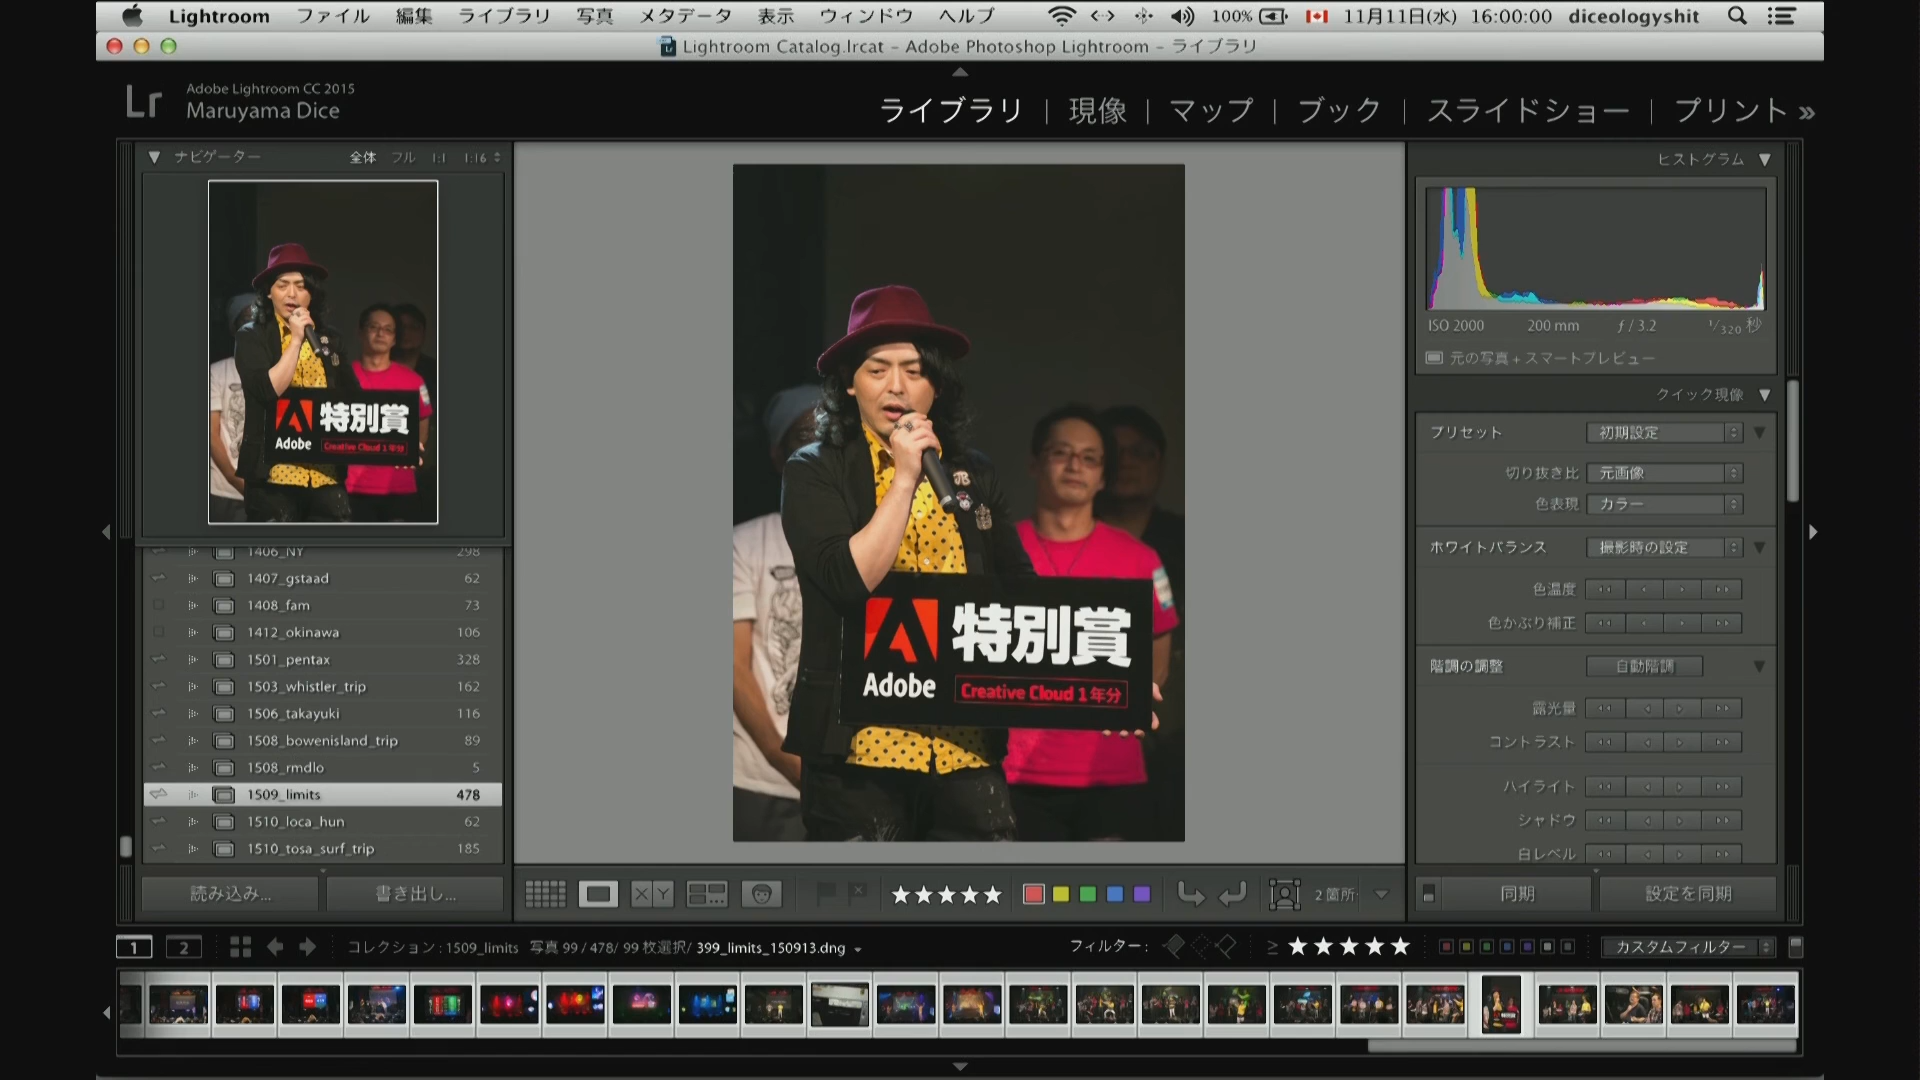 Lightroom ファイル 編集 ライブラリ 写真 メタデータ 表示 ウィンドウ ヘルプ 100% 11月11日(水) 16:00:00 diceologyshit
Lightroom Catalog.lrcat – Adobe Photoshop Lightroom – ライブラリ
Lr Adobe Lightroom CC 2015
Maruyama Dice
ライブラリ | 現像 | マップ | ブック | スライドショー | プリント »
ナビゲーター 全体 フル 1:1 1:16
Adobe 特別賞
Creative Cloud 1年分
1406_NY 298
1407_gstaad 62
1408_fam 73
1412_okinawa 106
1501_pentax 328
1503_whistler_trip 162
1506_takayuki 116
1508_bowenisland_trip 89
1508_rmdlo 5
1509_limits 478
1510_loca_hun 62
1510_tosa_surf_trip 185
読み込み... 書き出し...
特別賞
Adobe Creative Cloud 1年分
XY
2 箇所
ヒストグラム
ISO 2000 200 mm ƒ / 3.2 1/320 秒
元の写真 + スマートプレビュー
クイック現像
プリセット 初期設定
切り抜き比 元画像
色表現 カラー
ホワイトバランス 撮影時の設定
色温度
色かぶり補正
階調の調整 自動階調
露光量
コントラスト
ハイライト
シャドウ
白レベル
同期 設定を同期
1 2 コレクション : 1509_limits 写真 99 / 478/ 99 枚選択/ 399_limits_150913.dng フィルター : ≥ ★★★★★ カスタムフィルター